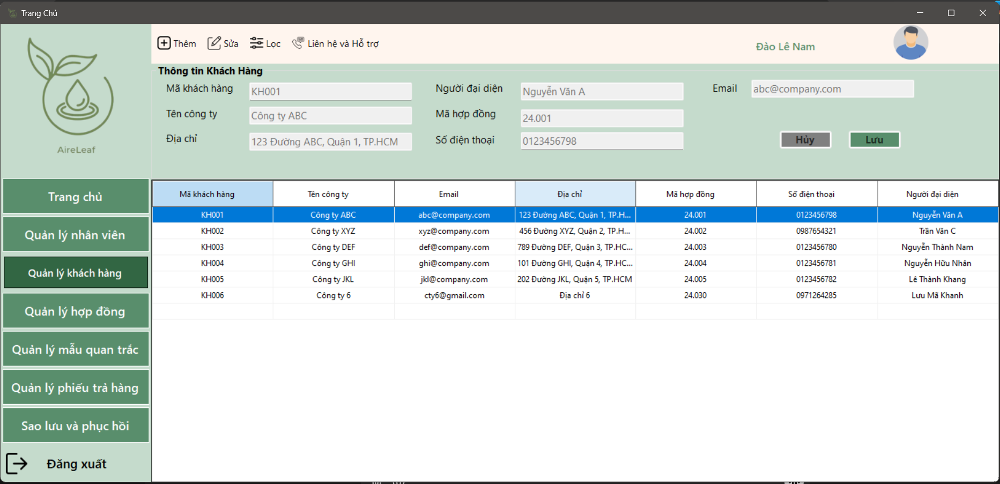 Trang Chủ
AireLeaf
Trang chủ
Quản lý nhân viên
Quản lý khách hàng
Quản lý hợp đồng
Quản lý mẫu quan trắc
Quản lý phiếu trả hàng
Sao lưu và phục hồi
Đăng xuất
Thêm Sửa Lọc Liên hệ và Hỗ trợ
Đào Lê Nam
Thông tin Khách Hàng
Mã khách hàng KH001 Người đại diện Nguyễn Văn A Email abc@company.com
Tên công ty Công ty ABC Mã hợp đồng 24.001
Địa chỉ 123 Đường ABC, Quận 1, TP.HCM Số điện thoại 0123456798 Hủy Lưu
Mã khách hàng Tên công ty Email Địa chỉ Mã hợp đồng Số điện thoại Người đại diện
KH001 Công ty ABC abc@company.com 123 Đường ABC, Quận 1, TP.H... 24.001 0123456798 Nguyễn Văn A
KH002 Công ty XYZ xyz@company.com 456 Đường XYZ, Quận 2, TP.H... 24.002 0987654321 Trần Văn C
KH003 Công ty DEF def@company.com 789 Đường DEF, Quận 3, TP.HC... 24.003 0123456780 Nguyễn Thành Nam
KH004 Công ty GHI ghi@company.com 101 Đường GHI, Quận 4, TP.HC... 24.004 0123456781 Nguyễn Hữu Nhân
KH005 Công ty JKL jkl@company.com 202 Đường JKL, Quận 5, TP.HCM 24.005 0123456782 Lê Thành Khang
KH006 Công ty 6 cty6@gmail.com Địa chỉ 6 24.030 0971264285 Lưu Mã Khanh